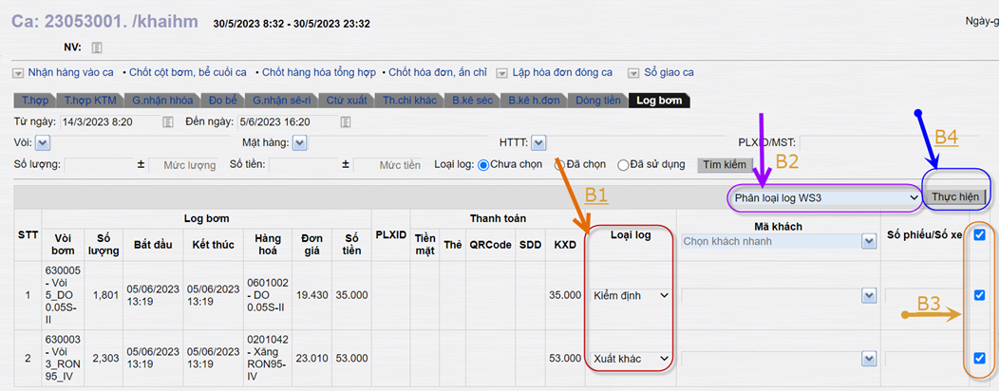 Ca: 23053001. /khaihm 30/5/2023 8:32 - 30/5/2023 23:32
NV:
Nhận hàng vào ca • Chốt cột bơm, bể cuối ca • Chốt hàng hóa tổng hợp • Chốt hóa đơn, ấn chỉ Lập hóa đơn đóng ca Sổ giao ca
T.hợp T.hợp KTM G.nhận hhóa Đo bể G.nhận sê-ri Ctừ xuất Th.chi khác B.kê séc B.kê h.đơn Dòng tiền Log bơm
Từ ngày: 14/3/2023 8:20 Đến ngày: 5/6/2023 16:20
Vòi: Mặt hàng: HTTT: PLXID/MST:
Số lượng: ± Mức lượng Số tiền: ± Mức tiền Loại log: Chưa chọn Đã chọn Đã sử dụng Tìm kiếm
B1
B2
B4
Phân loại log WS3 Thực hiện
STT Log bơm PLXID Thanh toán Loại log Mã khách Số phiếu/Số xe
Vòi bơm Số lượng Bắt đầu Kết thúc Hàng hoá Đơn giá Số tiền Tiền mặt Thẻ QRCode SDD KXD Chọn khách nhanh
1 630005 - Vòi 5_DO 0.05S-II 1,801 05/06/2023 13:19 05/06/2023 13:19 0601002 - DO 0.05S-II 19.430 35.000 35.000 Kiểm định
B3
2 630003 - Vòi 3_RON 95_IV 2,303 05/06/2023 13:19 05/06/2023 13:19 0201042 - Xăng RON95-IV 23.010 53.000 53.000 Xuất khác